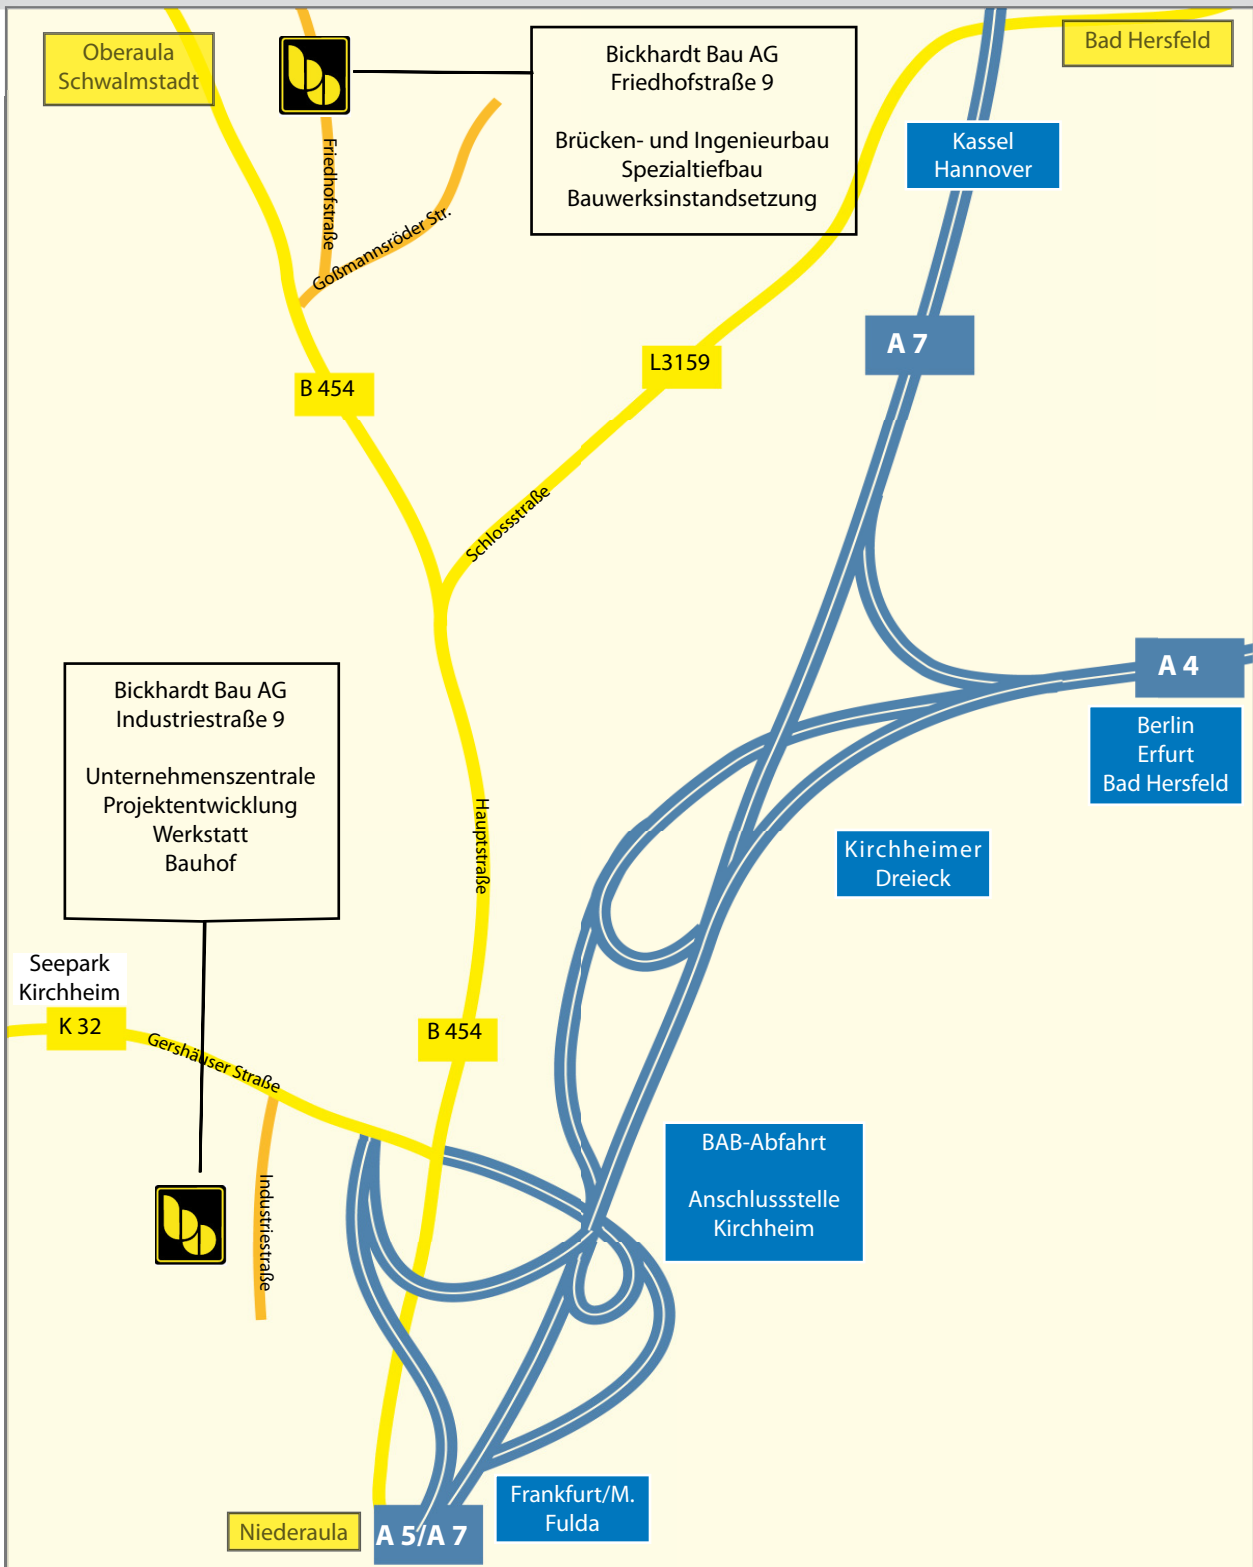 Oberaula
Schwalmstadt
Bickhardt Bau AG
Friedhofstraße 9
Brücken- und Ingenieurbau
Spezialtiefbau
Bauwerksinstandsetzung
Bad Hersfeld
Kassel
Hannover
Friedhofstraße
Goßmannsröder Str.
A 7
L3159
B 454
Schlossstraße
A 4
Berlin
Erfurt
Bad Hersfeld
Bickhardt Bau AG
Industriestraße 9
Unternehmenszentrale
Projektentwicklung
Werkstatt
Bauhof
Hauptstraße
Kirchheimer
Dreieck
Seepark
Kirchheim
K 32
Gershäuser Straße
B 454
BAB-Abfahrt
Anschlussstelle
Kirchheim
Industriestraße
Frankfurt/M.
Fulda
Niederaula
A 5/A 7